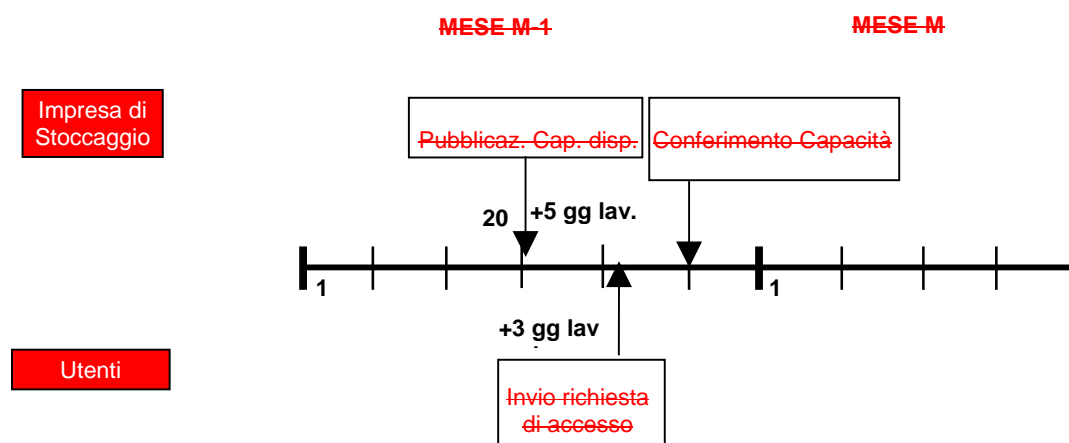 MESE M-1
MESE M
Impresa di
Stoccaggio
Pubblicaz. Cap. disp.
Conferimento Capacità
20
+5 gg lav.
1
1
+3 gg lav
Utenti
Invio richiesta
di accesso